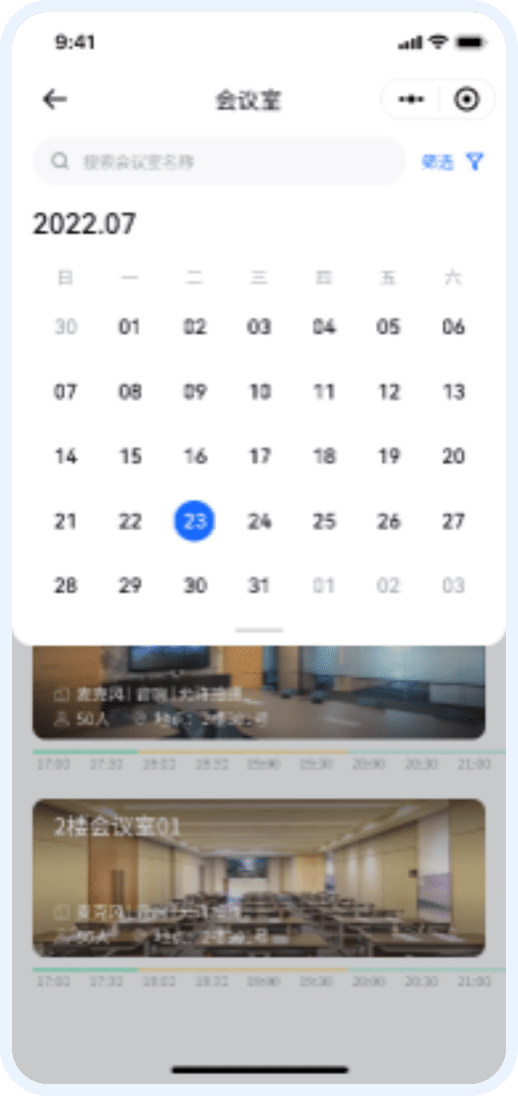 9:41
会议室
搜索会议室名称 筛选
2022.07
日 一 二 三 四 五 六
30 01 02 03 04 05 06
07 08 09 10 11 12 13
14 15 16 17 18 19 20
21 22 23 24 25 26 27
28 29 30 31 01 02 03
麦克风 | 音响 |
50人
17:00 17:30 18:00 18:30 19:00 19:30 20:00 20:30 21:00
2楼会议室01
麦克风 | 音响 |
50人
17:00 17:30 18:00 18:30 19:00 19:30 20:00 20:30 21:00